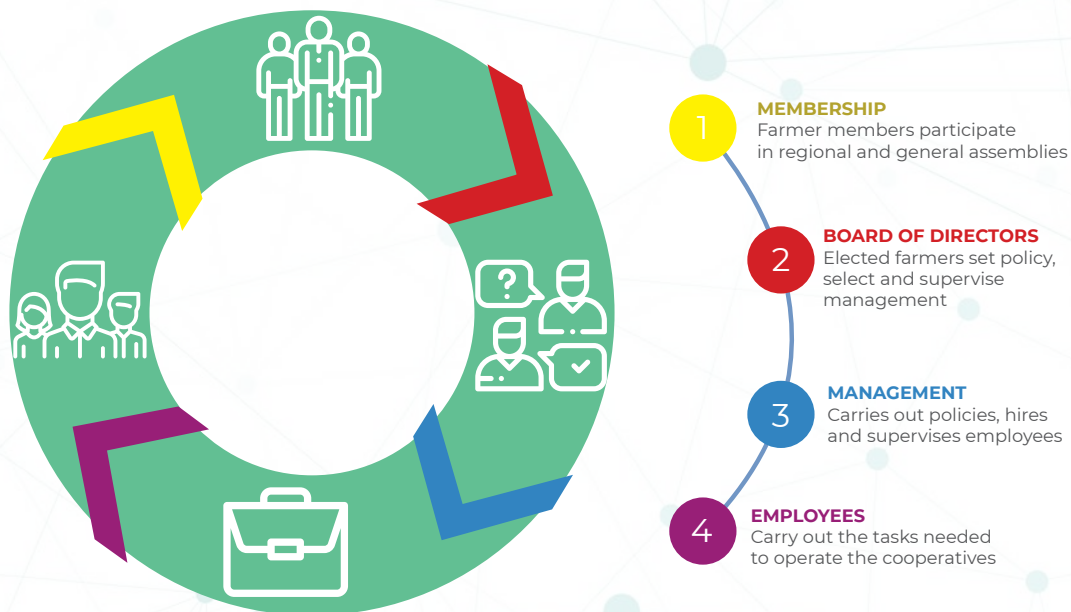 1
MEMBERSHIP
Farmer members participate
in regional and general assemblies
2
BOARD OF DIRECTORS
Elected farmers set policy,
select and supervise
management
3
MANAGEMENT
Carries out policies, hires
and supervises employees
4
EMPLOYEES
Carry out the tasks needed
to operate the cooperatives
?